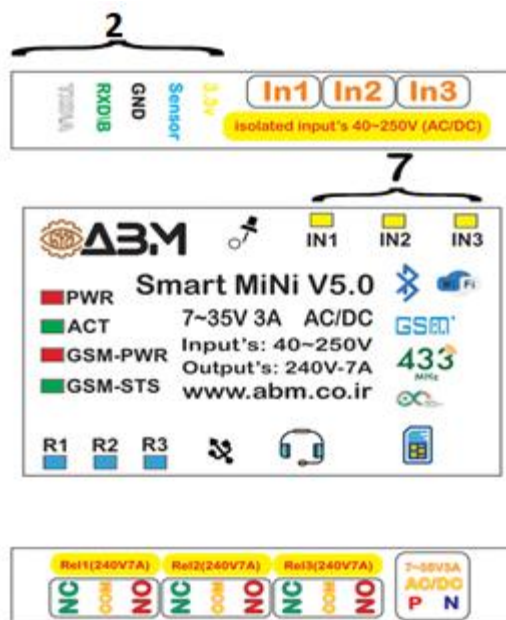 2
RXD\B
GND
Sensor
3.3v
In1 In2 In3
isolated input's 40~250V (AC/DC)
7
ABM
IN1 IN2 IN3
Smart MiNi V5.0
PWR
ACT
GSM-PWR
GSM-STS
7~35V 3A AC/DC
Input's: 40~250V
Output's: 240V-7A
www.abm.co.ir
Wi Fi
GSM
433
MHz
R1 R2 R3
Rel1(240V7A) Rel2(240V7A) Rel3(240V7A)
NC NO NC NO NC NO
AC/DC
P N